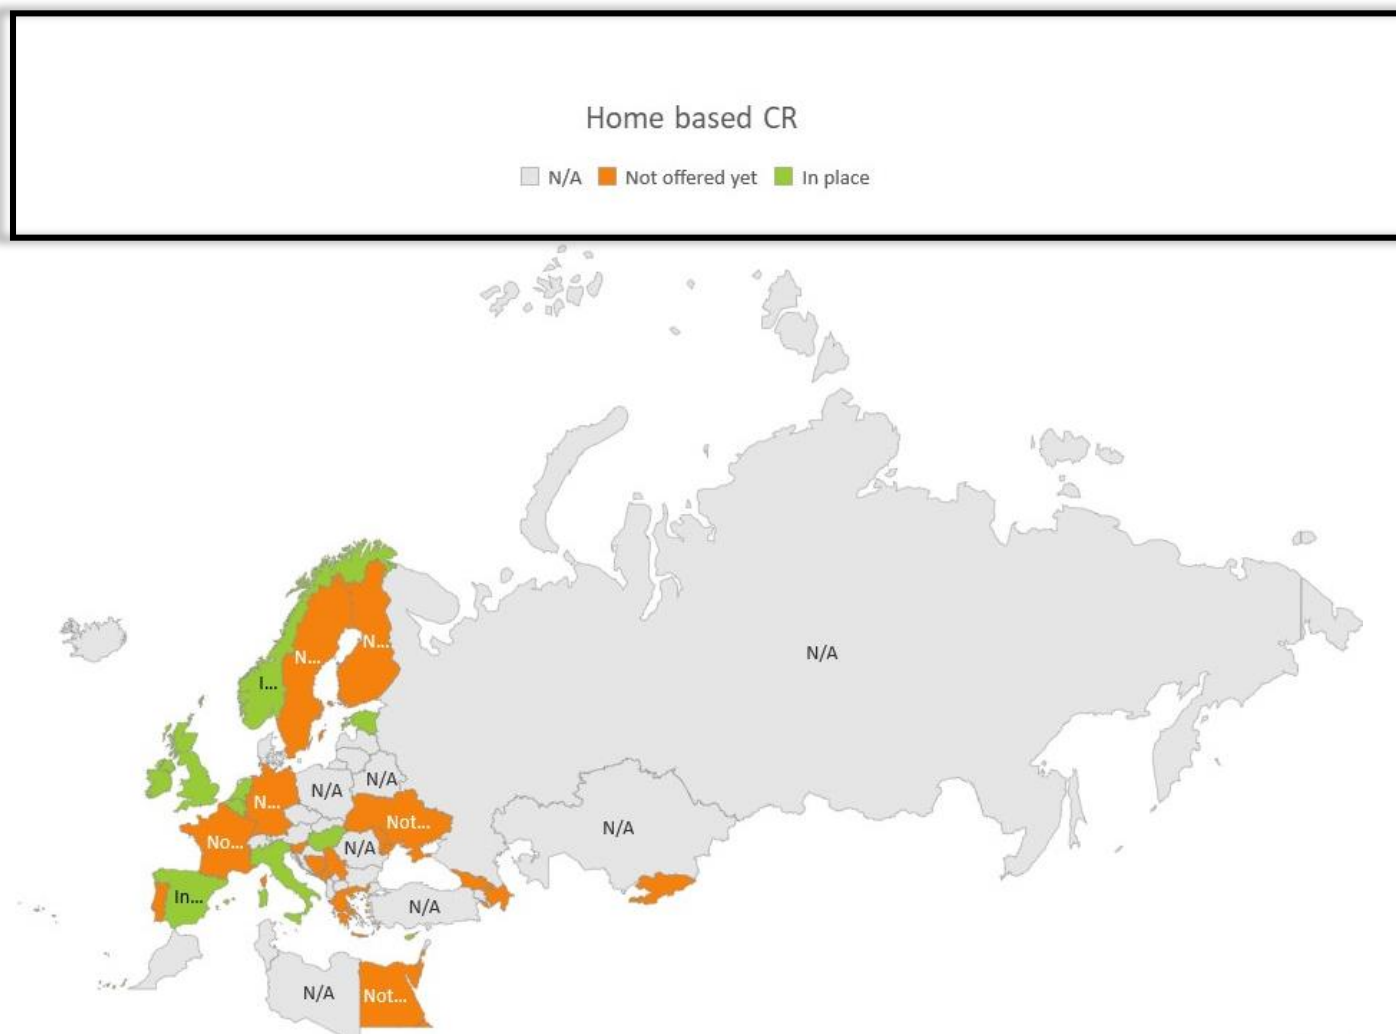 Home based CR
N/A Not offered yet In place
N/A
N...
N...
I...
N/A
N/A
N...
Not...
N/A
No...
N/A
In...
N/A
N/A
Not...